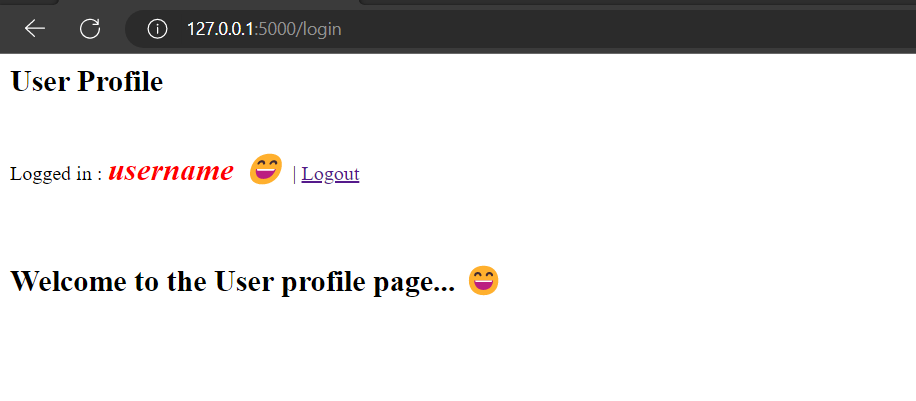 127.0.0.1:5000/login
User Profile
Logged in : username 😄 | Logout
Welcome to the User profile page... 😄